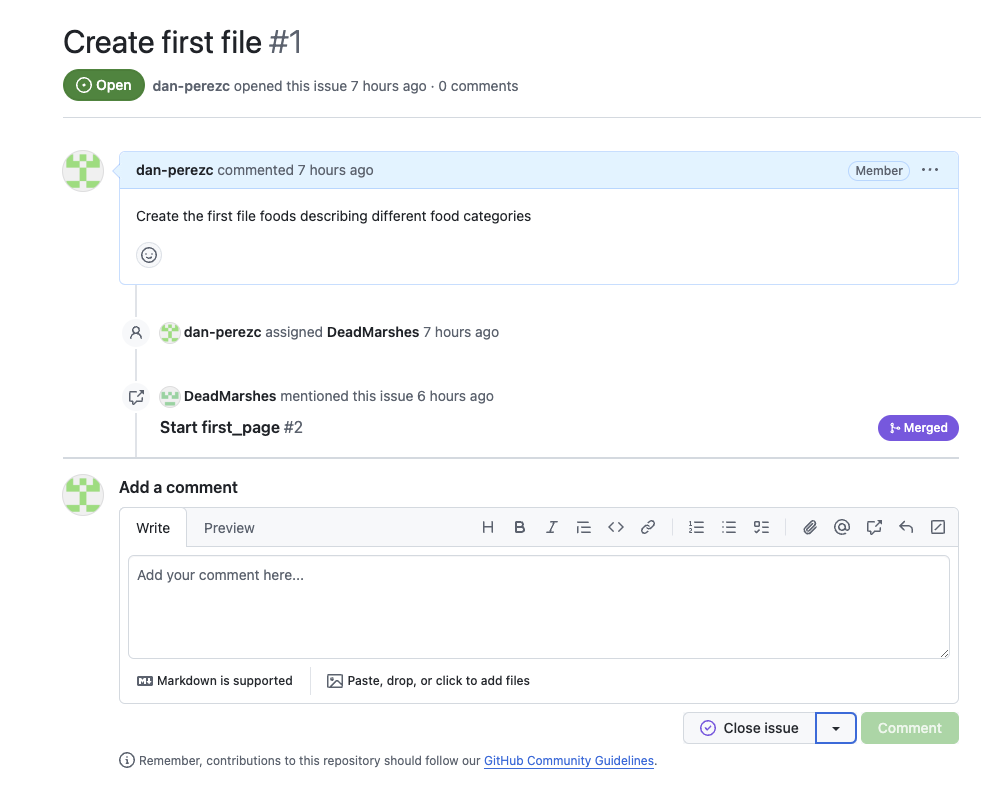 Create first file #1
Open dan-perezc opened this issue 7 hours ago · 0 comments
dan-perezc commented 7 hours ago Member ···
Create the first file foods describing different food categories
dan-perezc assigned DeadMarshes 7 hours ago
DeadMarshes mentioned this issue 6 hours ago
Start first_page #2 Merged
Add a comment
Write Preview H B I
Add your comment here...
Markdown is supported Paste, drop, or click to add files
Close issue Comment
Remember, contributions to this repository should follow our GitHub Community Guidelines.